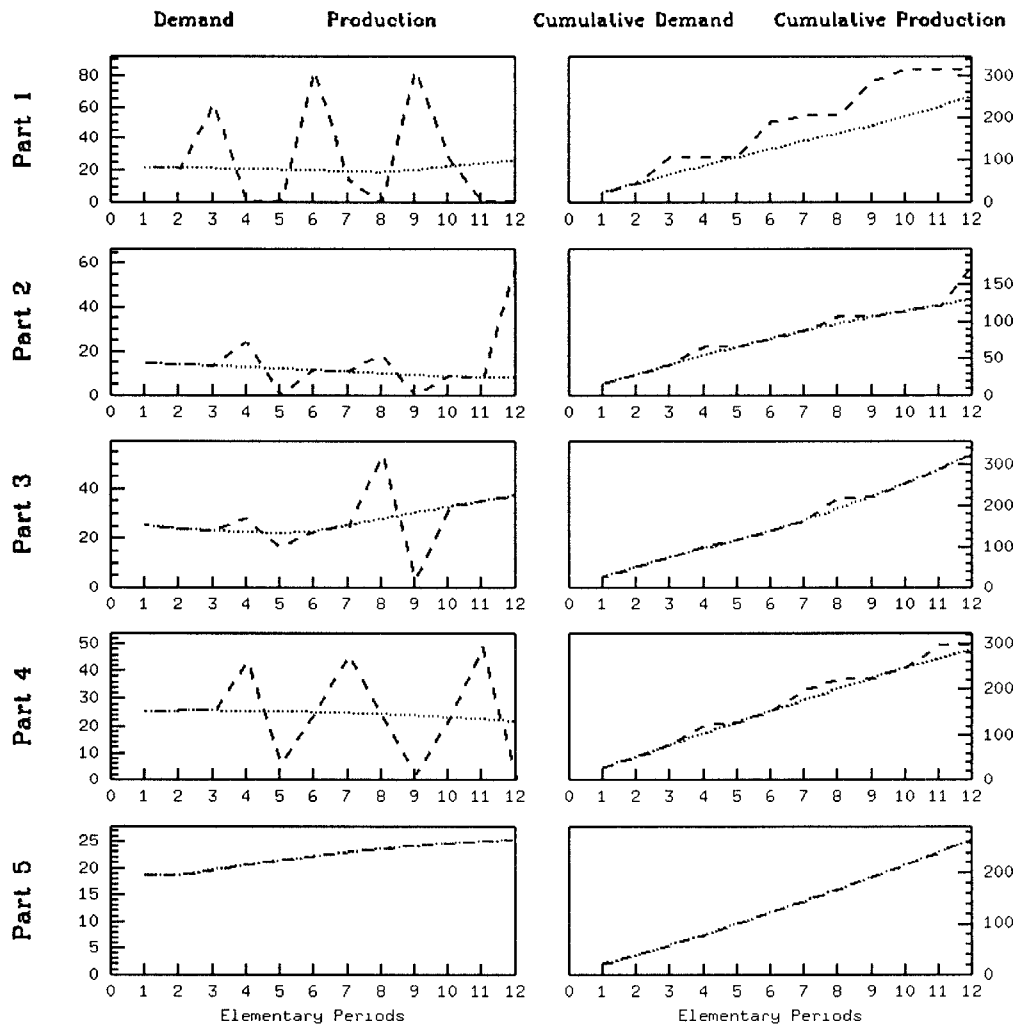 Demand Production Cumulative Demand Cumulative Production
Part 1
80
60
40
20
0
0 1 2 3 4 5 6 7 8 9 10 11 12
300
200
100
0
0 1 2 3 4 5 6 7 8 9 10 11 12
Part 2
60
40
20
0
0 1 2 3 4 5 6 7 8 9 10 11 12
150
100
50
0
0 1 2 3 4 5 6 7 8 9 10 11 12
Part 3
40
20
0
0 1 2 3 4 5 6 7 8 9 10 11 12
300
200
100
0
0 1 2 3 4 5 6 7 8 9 10 11 12
Part 4
50
40
30
20
10
0
0 1 2 3 4 5 6 7 8 9 10 11 12
300
200
100
0
0 1 2 3 4 5 6 7 8 9 10 11 12
Part 5
25
20
15
10
5
0
0 1 2 3 4 5 6 7 8 9 10 11 12
Elementary Periods
200
100
0
0 1 2 3 4 5 6 7 8 9 10 11 12
Elementary Periods